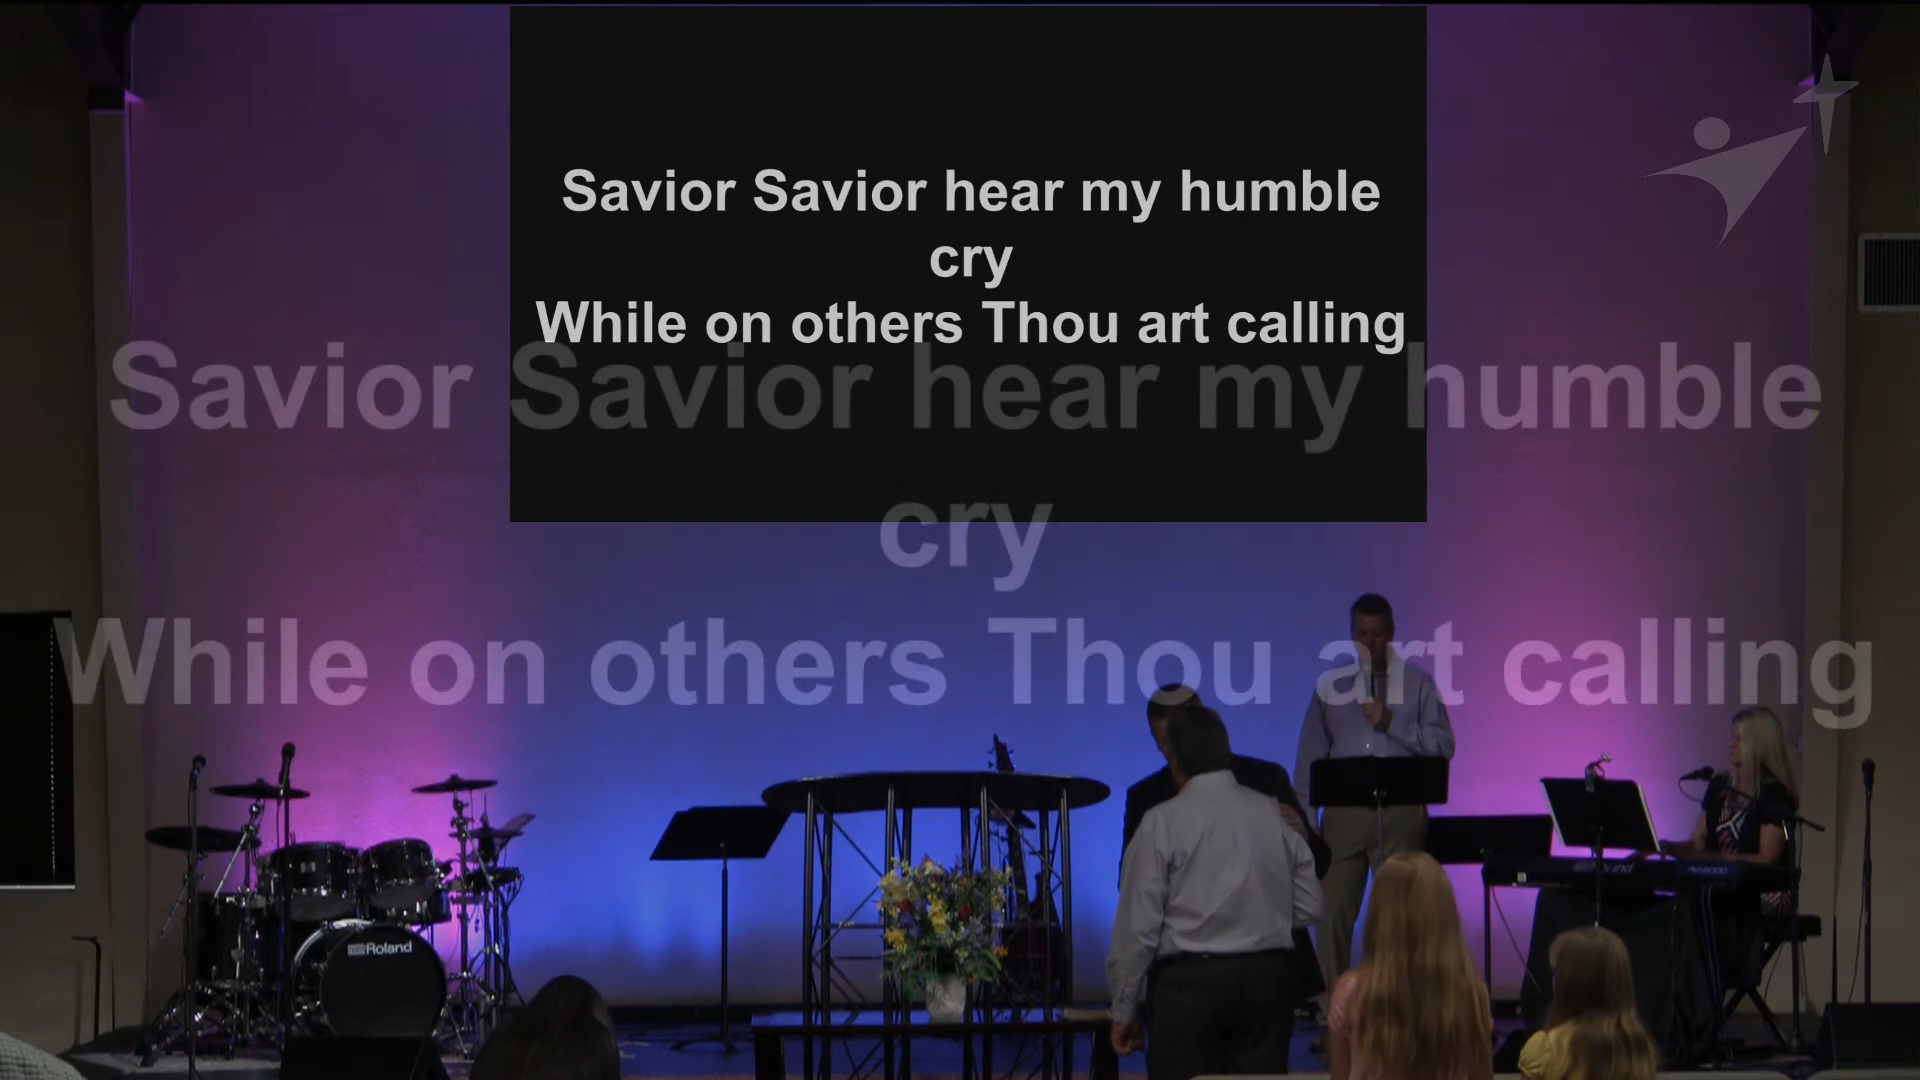 Savior Savior hear my humble
cry
While on others Thou art calling
Savior Savior hear my humble
cry
While on others Thou art calling
Roland